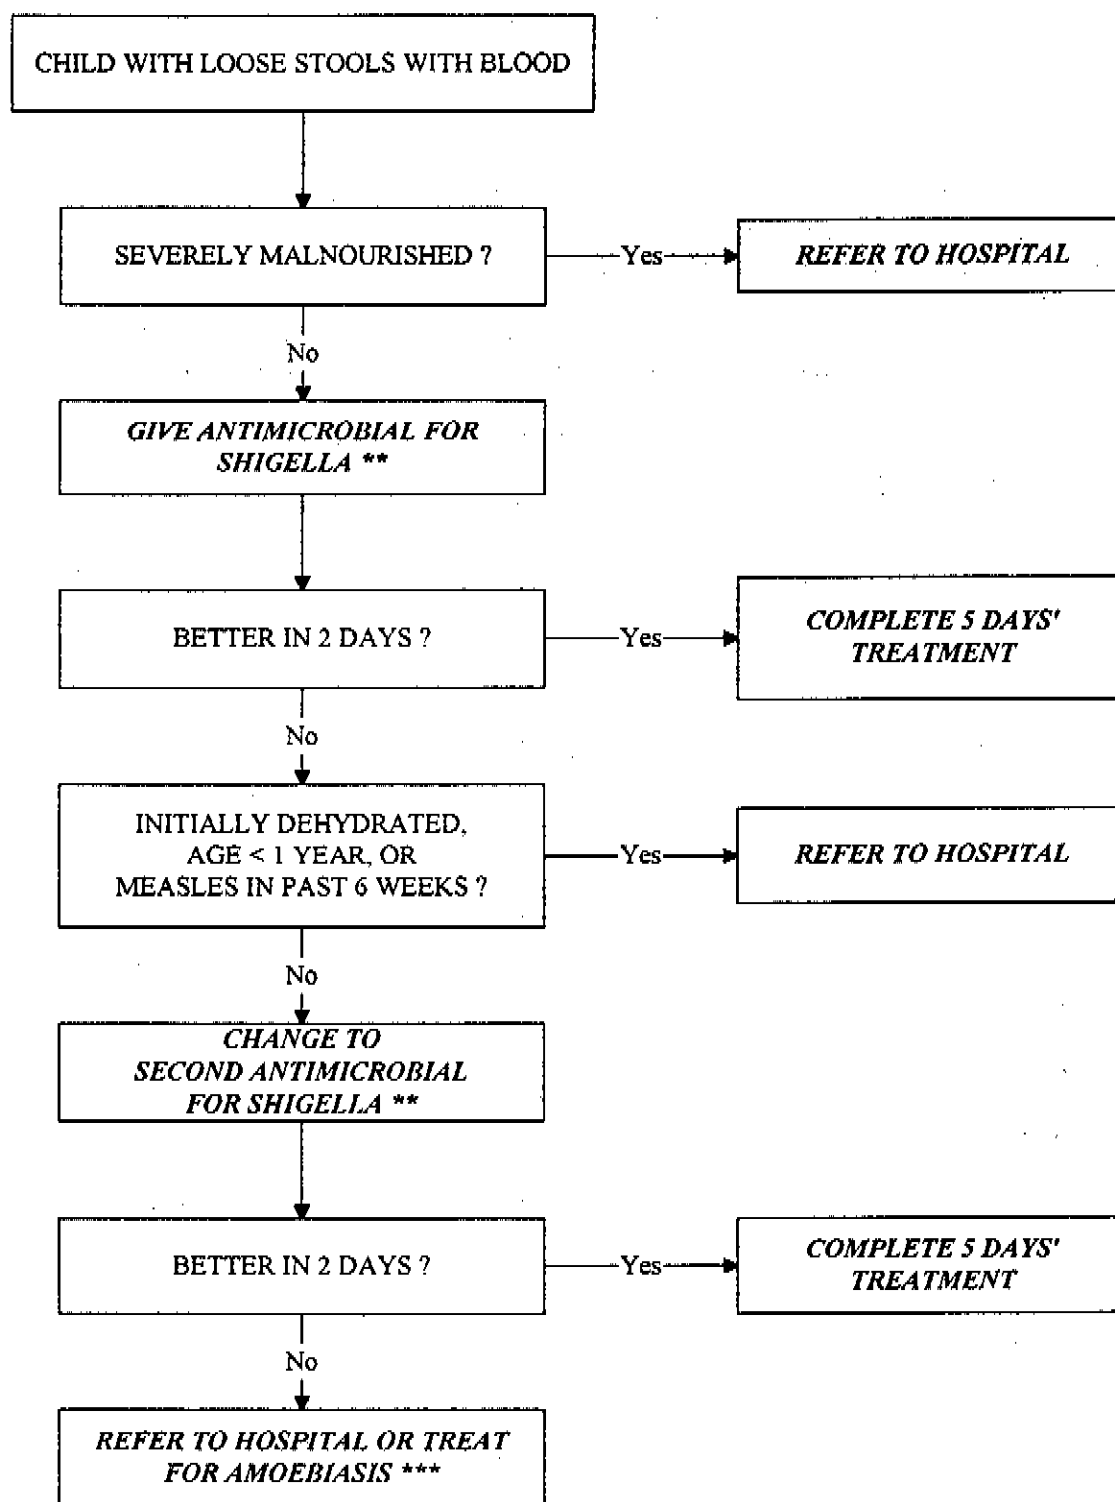 CHILD WITH LOOSE STOOLS WITH BLOOD
SEVERELY MALNOURISHED ?
Yes
REFER TO HOSPITAL
No
GIVE ANTIMICROBIAL FOR
SHIGELLA **
BETTER IN 2 DAYS ?
Yes
COMPLETE 5 DAYS'
TREATMENT
No
INITIALLY DEHYDRATED,
AGE < 1 YEAR, OR
MEASLES IN PAST 6 WEEKS ?
Yes
REFER TO HOSPITAL
No
CHANGE TO
SECOND ANTIMICROBIAL
FOR SHIGELLA **
BETTER IN 2 DAYS ?
Yes
COMPLETE 5 DAYS'
TREATMENT
No
REFER TO HOSPITAL OR TREAT
FOR AMOEBIASIS ***